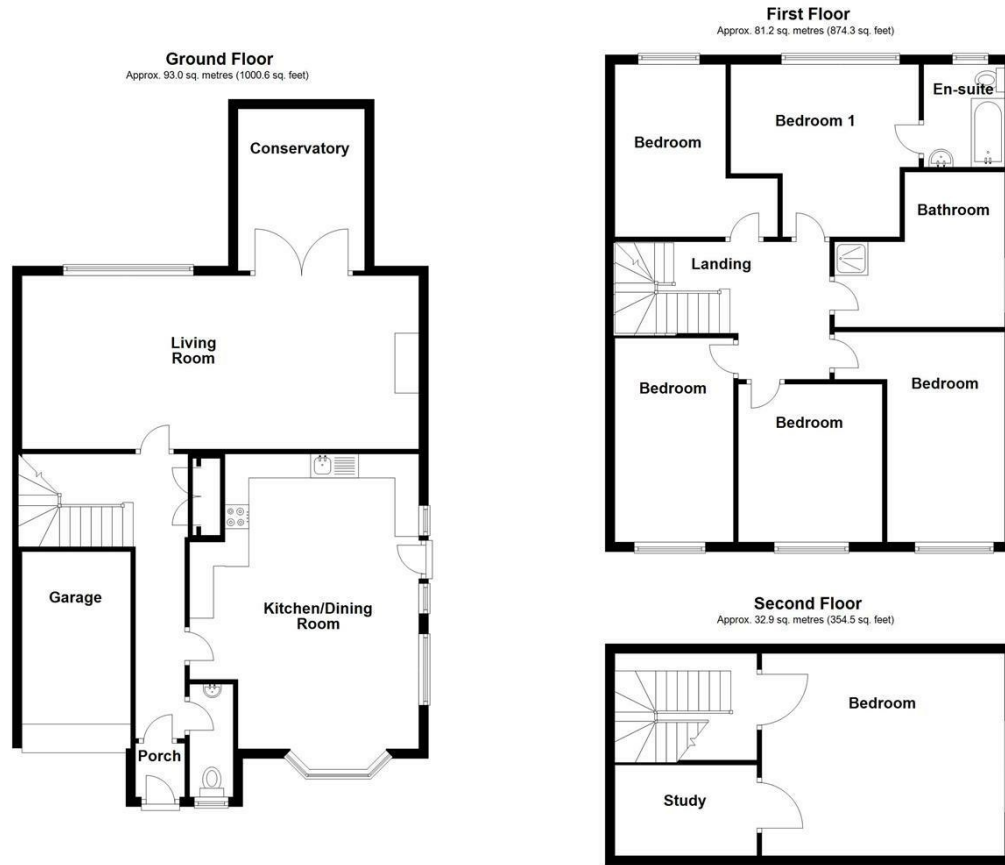 Ground Floor
Approx. 93.0 sq. metres (1000.6 sq. feet)
Conservatory
Living
Room
Garage
Kitchen/Dining
Room
Porch
First Floor
Approx. 81.2 sq. metres (874.3 sq. feet)
Bedroom
Bedroom 1
En-suite
Bathroom
Landing
Bedroom
Bedroom
Bedroom
Second Floor
Approx. 32.9 sq. metres (354.5 sq. feet)
Bedroom
Study